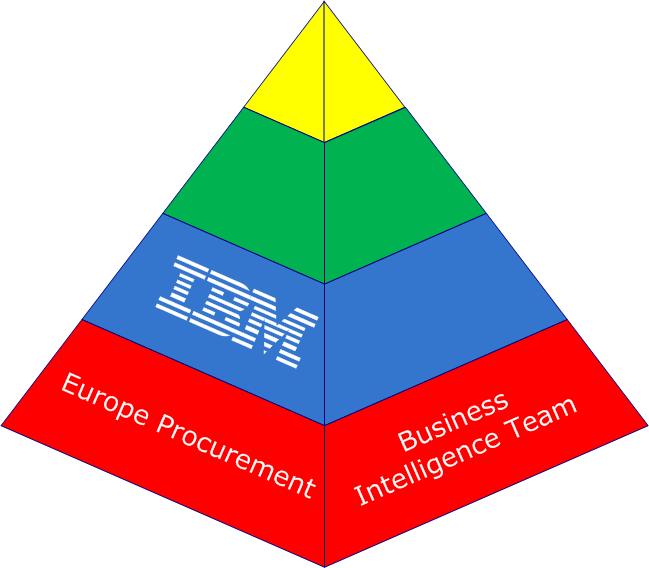 IBM
Europe Procurement
Business
Intelligence Team